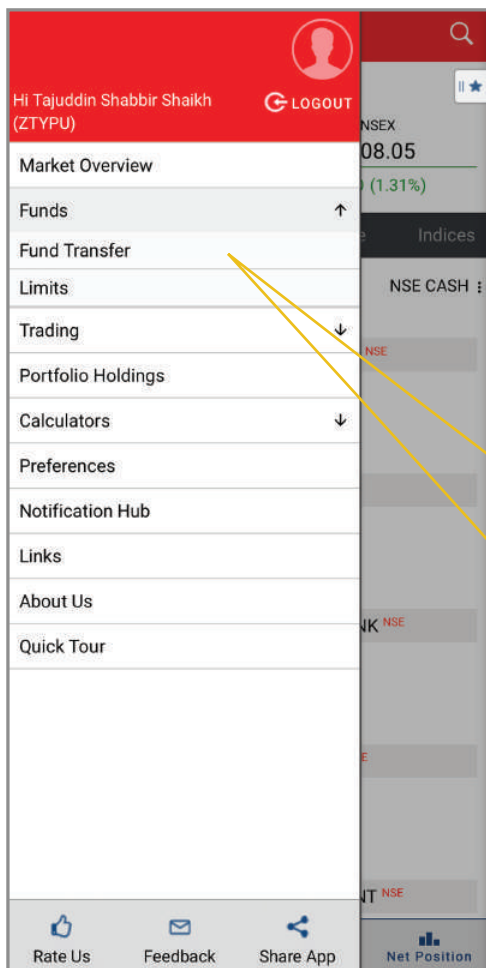 Hi Tajuddin Shabbir Shaikh
(ZTYPU)
LOGOUT
Market Overview
Funds
Fund Transfer
Limits
Trading
Portfolio Holdings
Calculators
Preferences
Notification Hub
Links
About Us
Quick Tour
Rate Us Feedback Share App
NSEX
08.05
(1.31%)
Indices
NSE CASH
NSE
NK NSE
NT NSE
Net Position